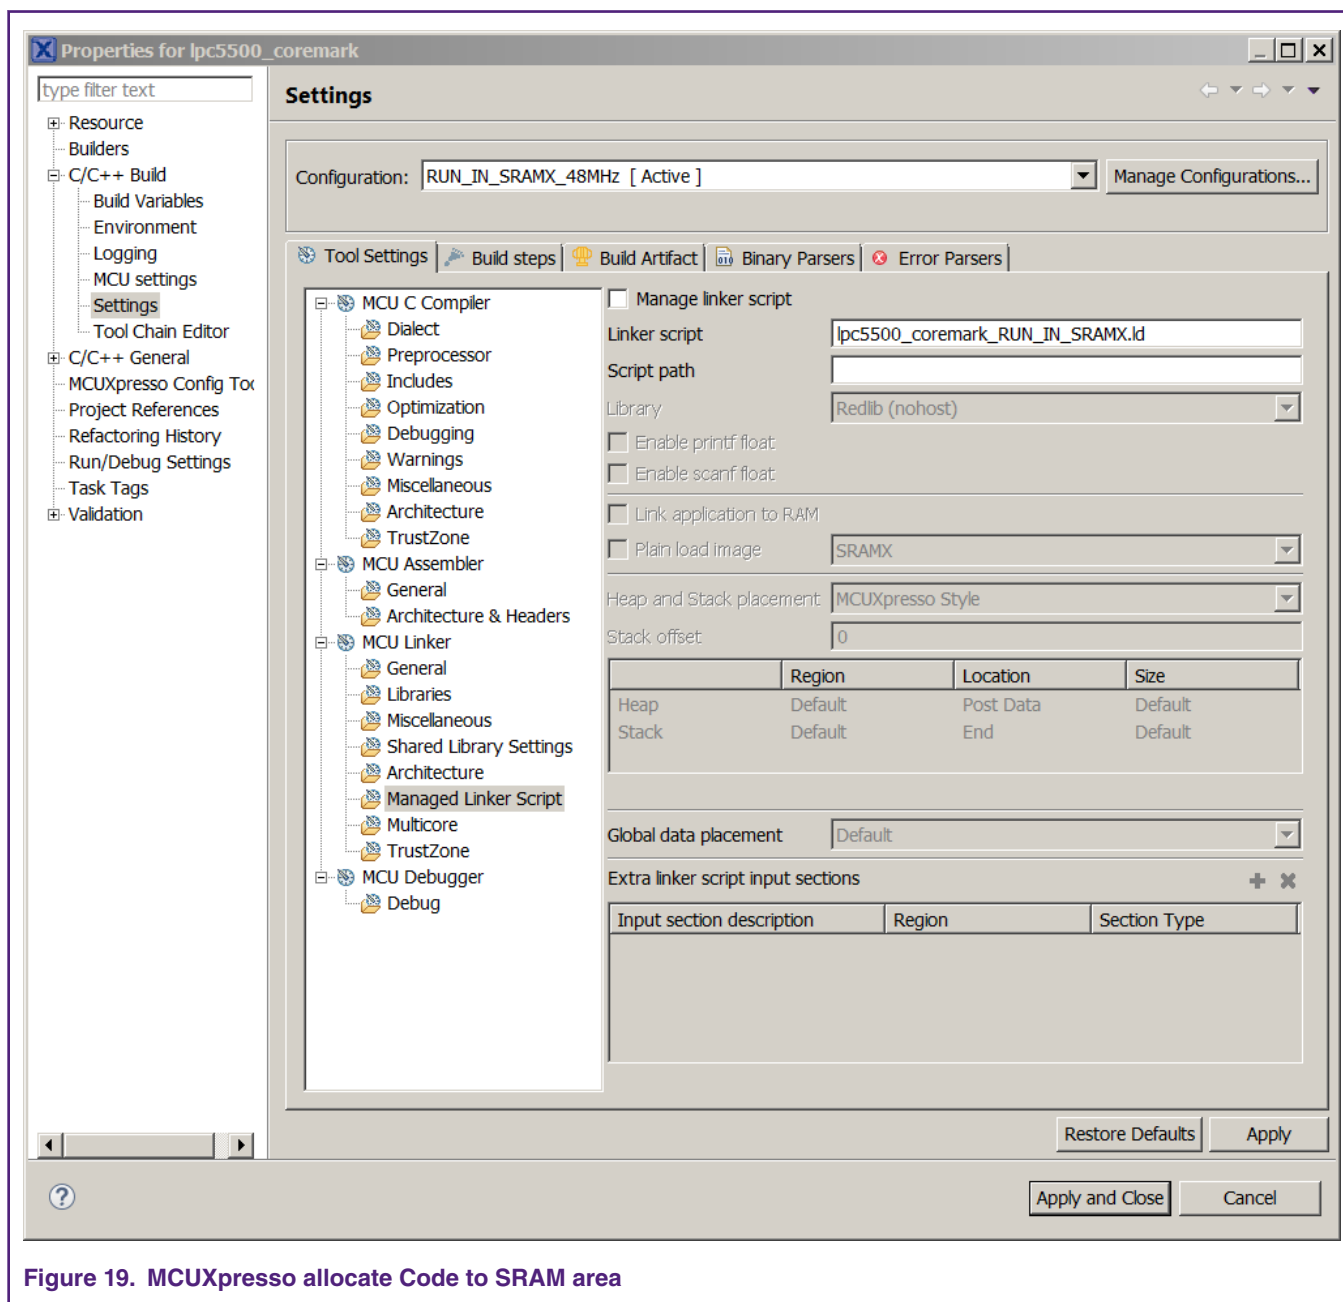 Properties for lpc5500_coremark
type filter text
Resource
Builders
C/C++ Build
Build Variables
Environment
Logging
MCU settings
Settings
Tool Chain Editor
C/C++ General
MCUXpresso Config Too
Project References
Refactoring History
Run/Debug Settings
Task Tags
Validation
Settings
Configuration: RUN_IN_SRAMX_48MHz [ Active ] Manage Configurations...
Tool Settings Build steps Build Artifact Binary Parsers Error Parsers
MCU C Compiler
Dialect
Preprocessor
Includes
Optimization
Debugging
Warnings
Miscellaneous
Architecture
TrustZone
MCU Assembler
General
Architecture & Headers
MCU Linker
General
Libraries
Miscellaneous
Shared Library Settings
Architecture
Managed Linker Script
Multicore
TrustZone
MCU Debugger
Debug
Manage linker script
Linker script lpc5500_coremark_RUN_IN_SRAMX.ld
Script path
Library Redlib (nohost)
Enable printf float
Enable scanf float
Link application to RAM
Plain load image SRAMX
Heap and Stack placement MCUXpresso Style
Stack offset 0
Region Location Size
Heap Default Post Data Default
Stack Default End Default
Global data placement Default
Extra linker script input sections
Input section description Region Section Type
Restore Defaults Apply
Apply and Close Cancel
Figure 19. MCUXpresso allocate Code to SRAM area